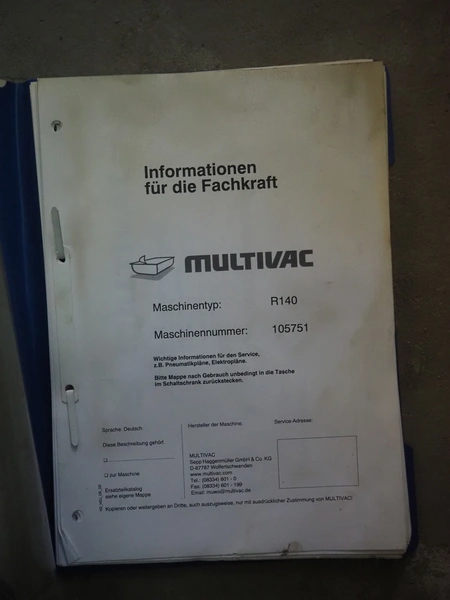 Informationen
für die Fachkraft
MULTIVAC
Maschinentyp: R140
Maschinennummer: 105751
Wichtige Informationen für den Service,
z.B. Pneumatikpläne, Elektropläne.
Bitte Mappe nach Gebrauch unbedingt in die Tasche
im Schaltschrank zurückstecken.
Sprache: Deutsch
Diese Beschreibung gehört
zur Maschine
Ersatzteilkatalog
siehe eigene Mappe
Hersteller der Maschine:
MULTIVAC
Sepp Haggenmüller GmbH & Co. KG
D-87787 Wolfertschwenden
www.multivac.com
Tel.: (08334) 601 - 0
Fax: (08334) 601 - 199
Email: muwo@multivac.de
Service-Adresse:
Kopieren oder weitergeben an Dritte, auch auszugsweise, nur mit ausdrücklicher Zustimmung von MULTIVAC!